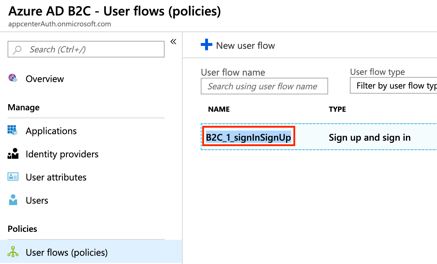 Azure AD B2C - User flows (policies)
appcenterAuth.onmicrosoft.com
Search (Ctrl+/)
«
Overview
Manage
Applications
Identity providers
User attributes
Users
Policies
User flows (policies)
New user flow
User flow name
User flow type
Search using user flow name
Filter by user flow typ
NAME
TYPE
B2C_1_signInSignUp
Sign up and sign in